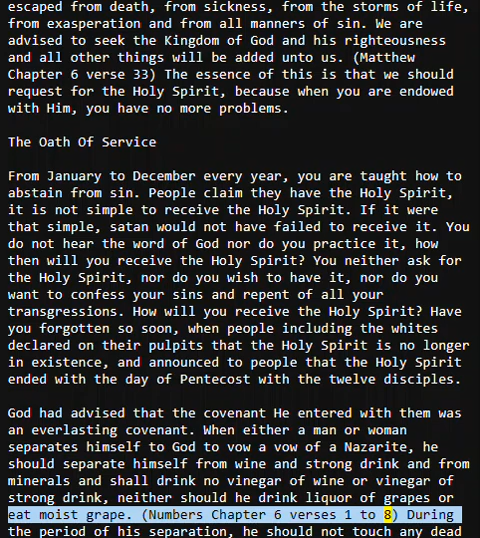 escaped from death, from sickness, from the storms of life,
from exasperation and from all manners of sin. We are
advised to seek the Kingdom of God and his righteousness
and all other things will be added unto us. (Matthew
Chapter 6 verse 33) The essence of this is that we should
request for the Holy Spirit, because when you are endowed
with Him, you have no more problems.
The Oath Of Service
From January to December every year, you are taught how to
abstain from sin. People claim they have the Holy Spirit,
it is not simple to receive the Holy Spirit. If it were
that simple, satan would not have failed to receive it. You
do not hear the word of God nor do you practice it, how
then will you receive the Holy Spirit? You neither ask for
the Holy Spirit, nor do you wish to have it, nor do you
want to confess your sins and repent of all your
transgressions. How will you receive the Holy Spirit? Have
you forgotten so soon, when people including the whites
declared on their pulpits that the Holy Spirit is no longer
in existence, and announced to people that the Holy Spirit
ended with the day of Pentecost with the twelve disciples.
God had advised that the covenant He entered with them was
an everlasting covenant. When either a man or woman
separates himself to God to vow a vow of a Nazarite, he
should separate himself from wine and strong drink and from
minerals and shall drink no vinegar of wine or vinegar of
strong drink, neither should he drink liquor of grapes or
eat moist grape. (Numbers Chapter 6 verses 1 to 8) During
the period of his separation, he should not touch any dead